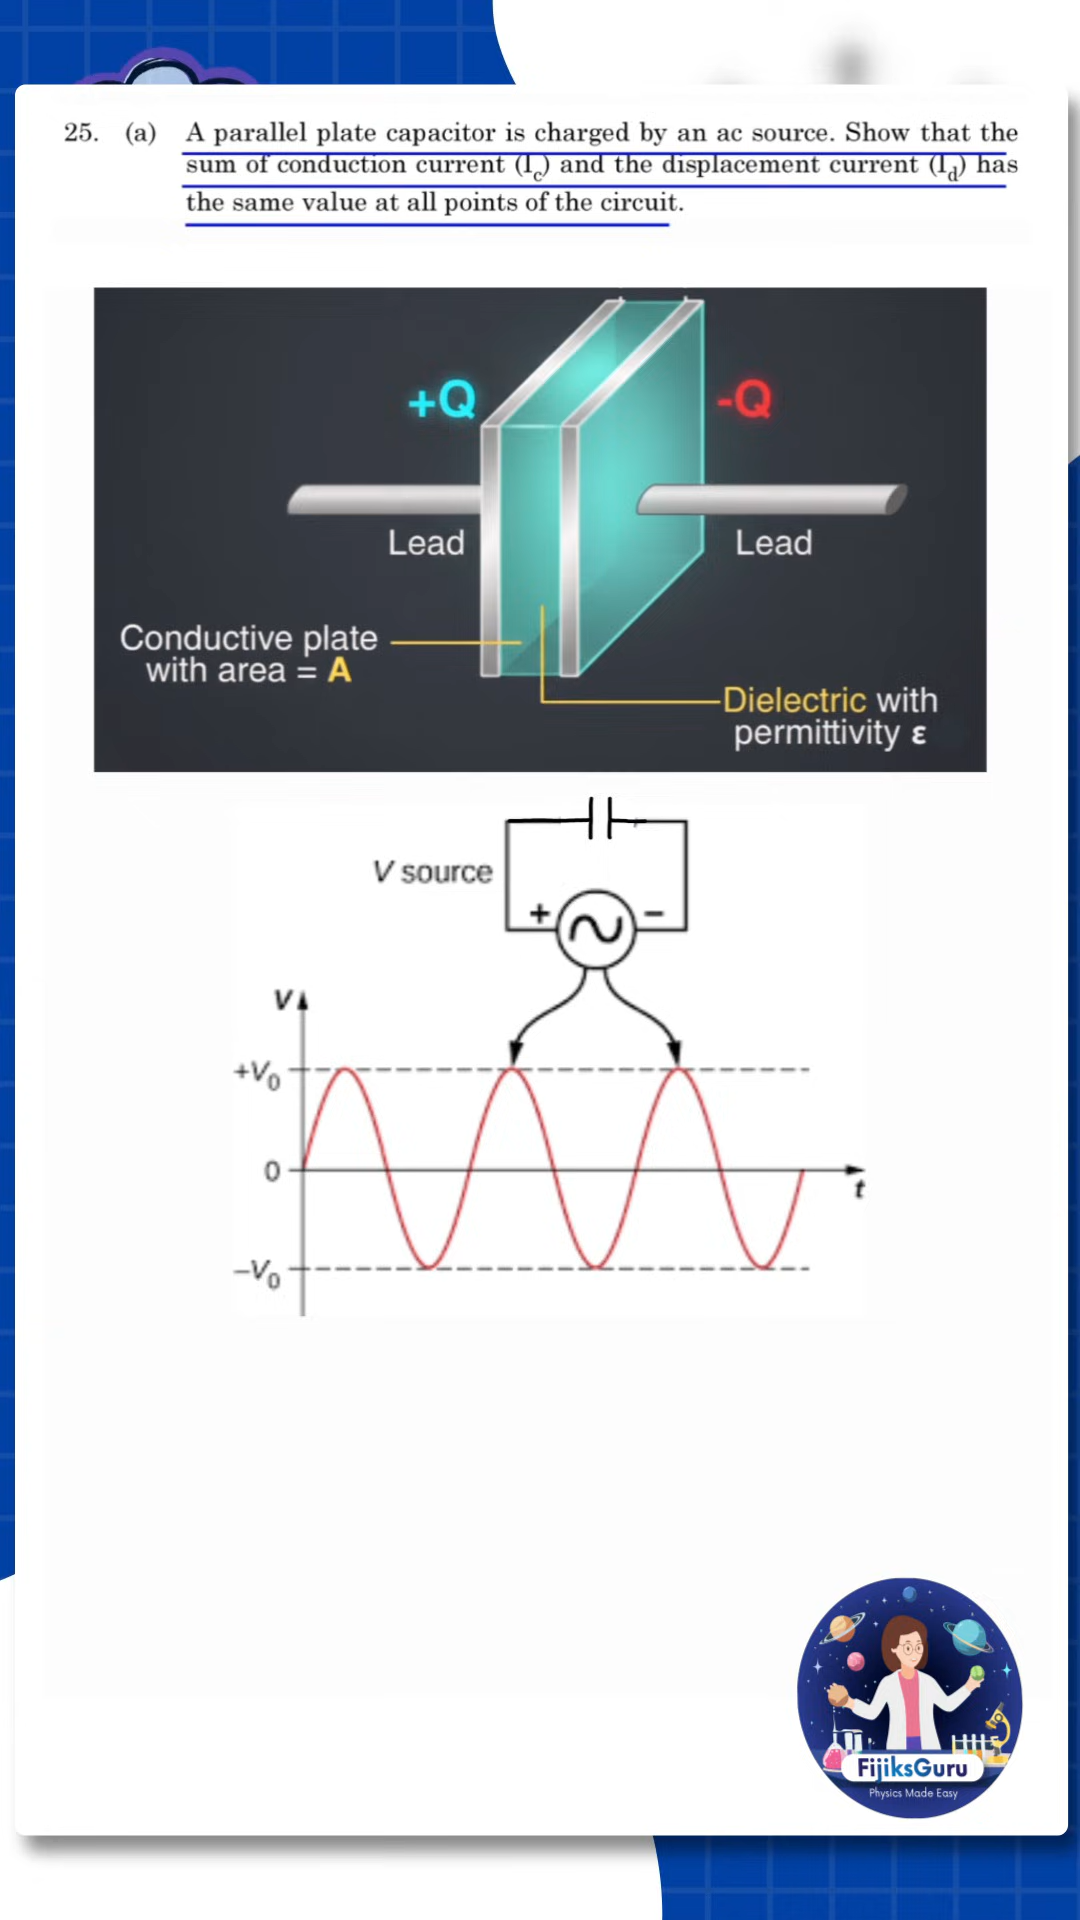 25. (a) A parallel plate capacitor is charged by an ac source. Show that the
sum of conduction current (I_c) and the displacement current (I_d) has
the same value at all points of the circuit.
+Q
-Q
Lead
Lead
Conductive plate
with area = A
Dielectric with
permittivity ε
V source
+
−
V
+V₀
0
t
−V₀
FijiksGuru
Physics Made Easy